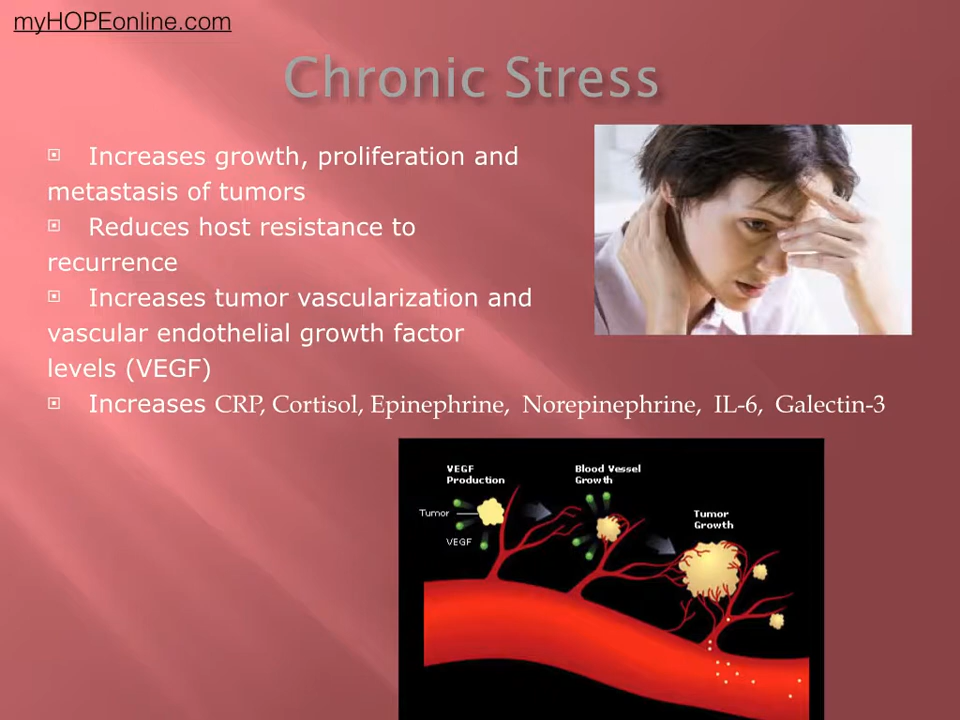 myHOPEonline.com
Chronic Stress
Increases growth, proliferation and
metastasis of tumors
Reduces host resistance to
recurrence
Increases tumor vascularization and
vascular endothelial growth factor
levels (VEGF)
Increases CRP, Cortisol, Epinephrine, Norepinephrine, IL-6, Galectin-3
VEGF
Production
Tumor
VEGF
Blood Vessel
Growth
Tumor
Growth